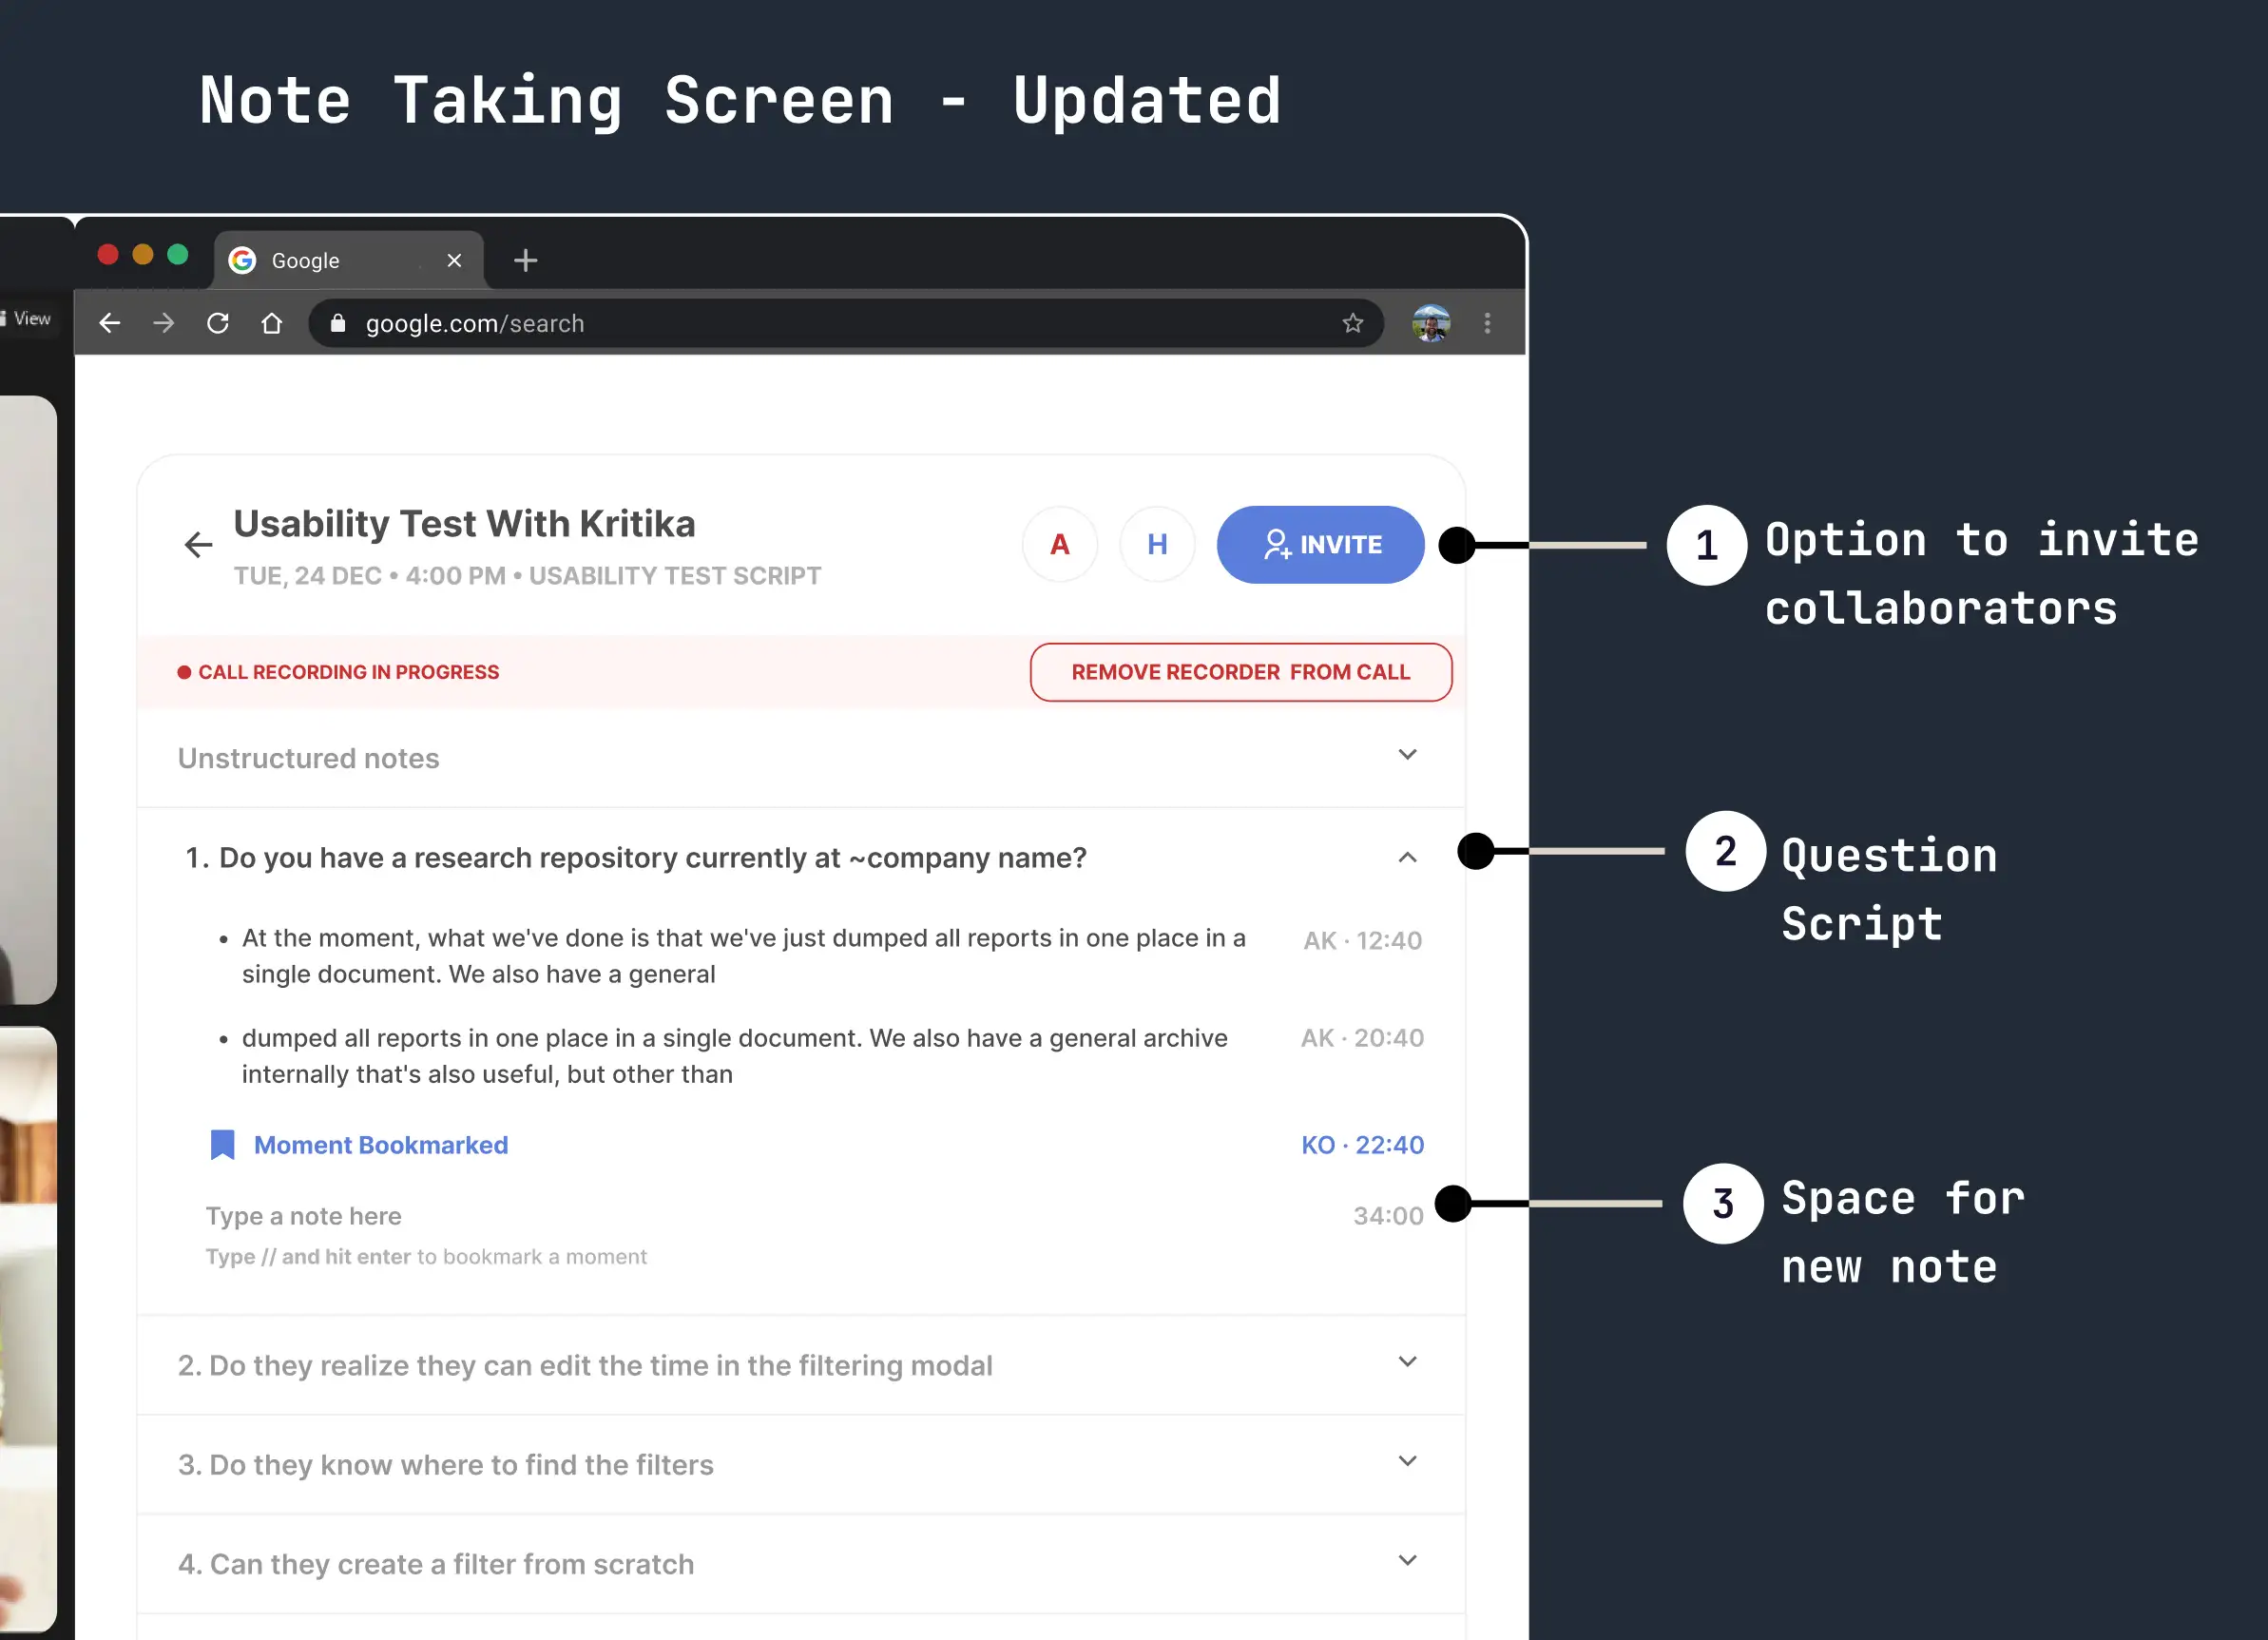 Note Taking Screen - Updated
Google
View
google.com/search
Usability Test With Kritika
TUE, 24 DEC • 4:00 PM • USABILITY TEST SCRIPT
A
H
INVITE
1
Option to invite
collaborators
CALL RECORDING IN PROGRESS
REMOVE RECORDER FROM CALL
Unstructured notes
1. Do you have a research repository currently at ~company name?
2
Question
Script
• At the moment, what we've done is that we've just dumped all reports in one place in a
single document. We also have a general
AK · 12:40
• dumped all reports in one place in a single document. We also have a general archive
internally that's also useful, but other than
AK · 20:40
Moment Bookmarked
KO · 22:40
Type a note here
34:00
Type // and hit enter to bookmark a moment
3
Space for
new note
2. Do they realize they can edit the time in the filtering modal
3. Do they know where to find the filters
4. Can they create a filter from scratch